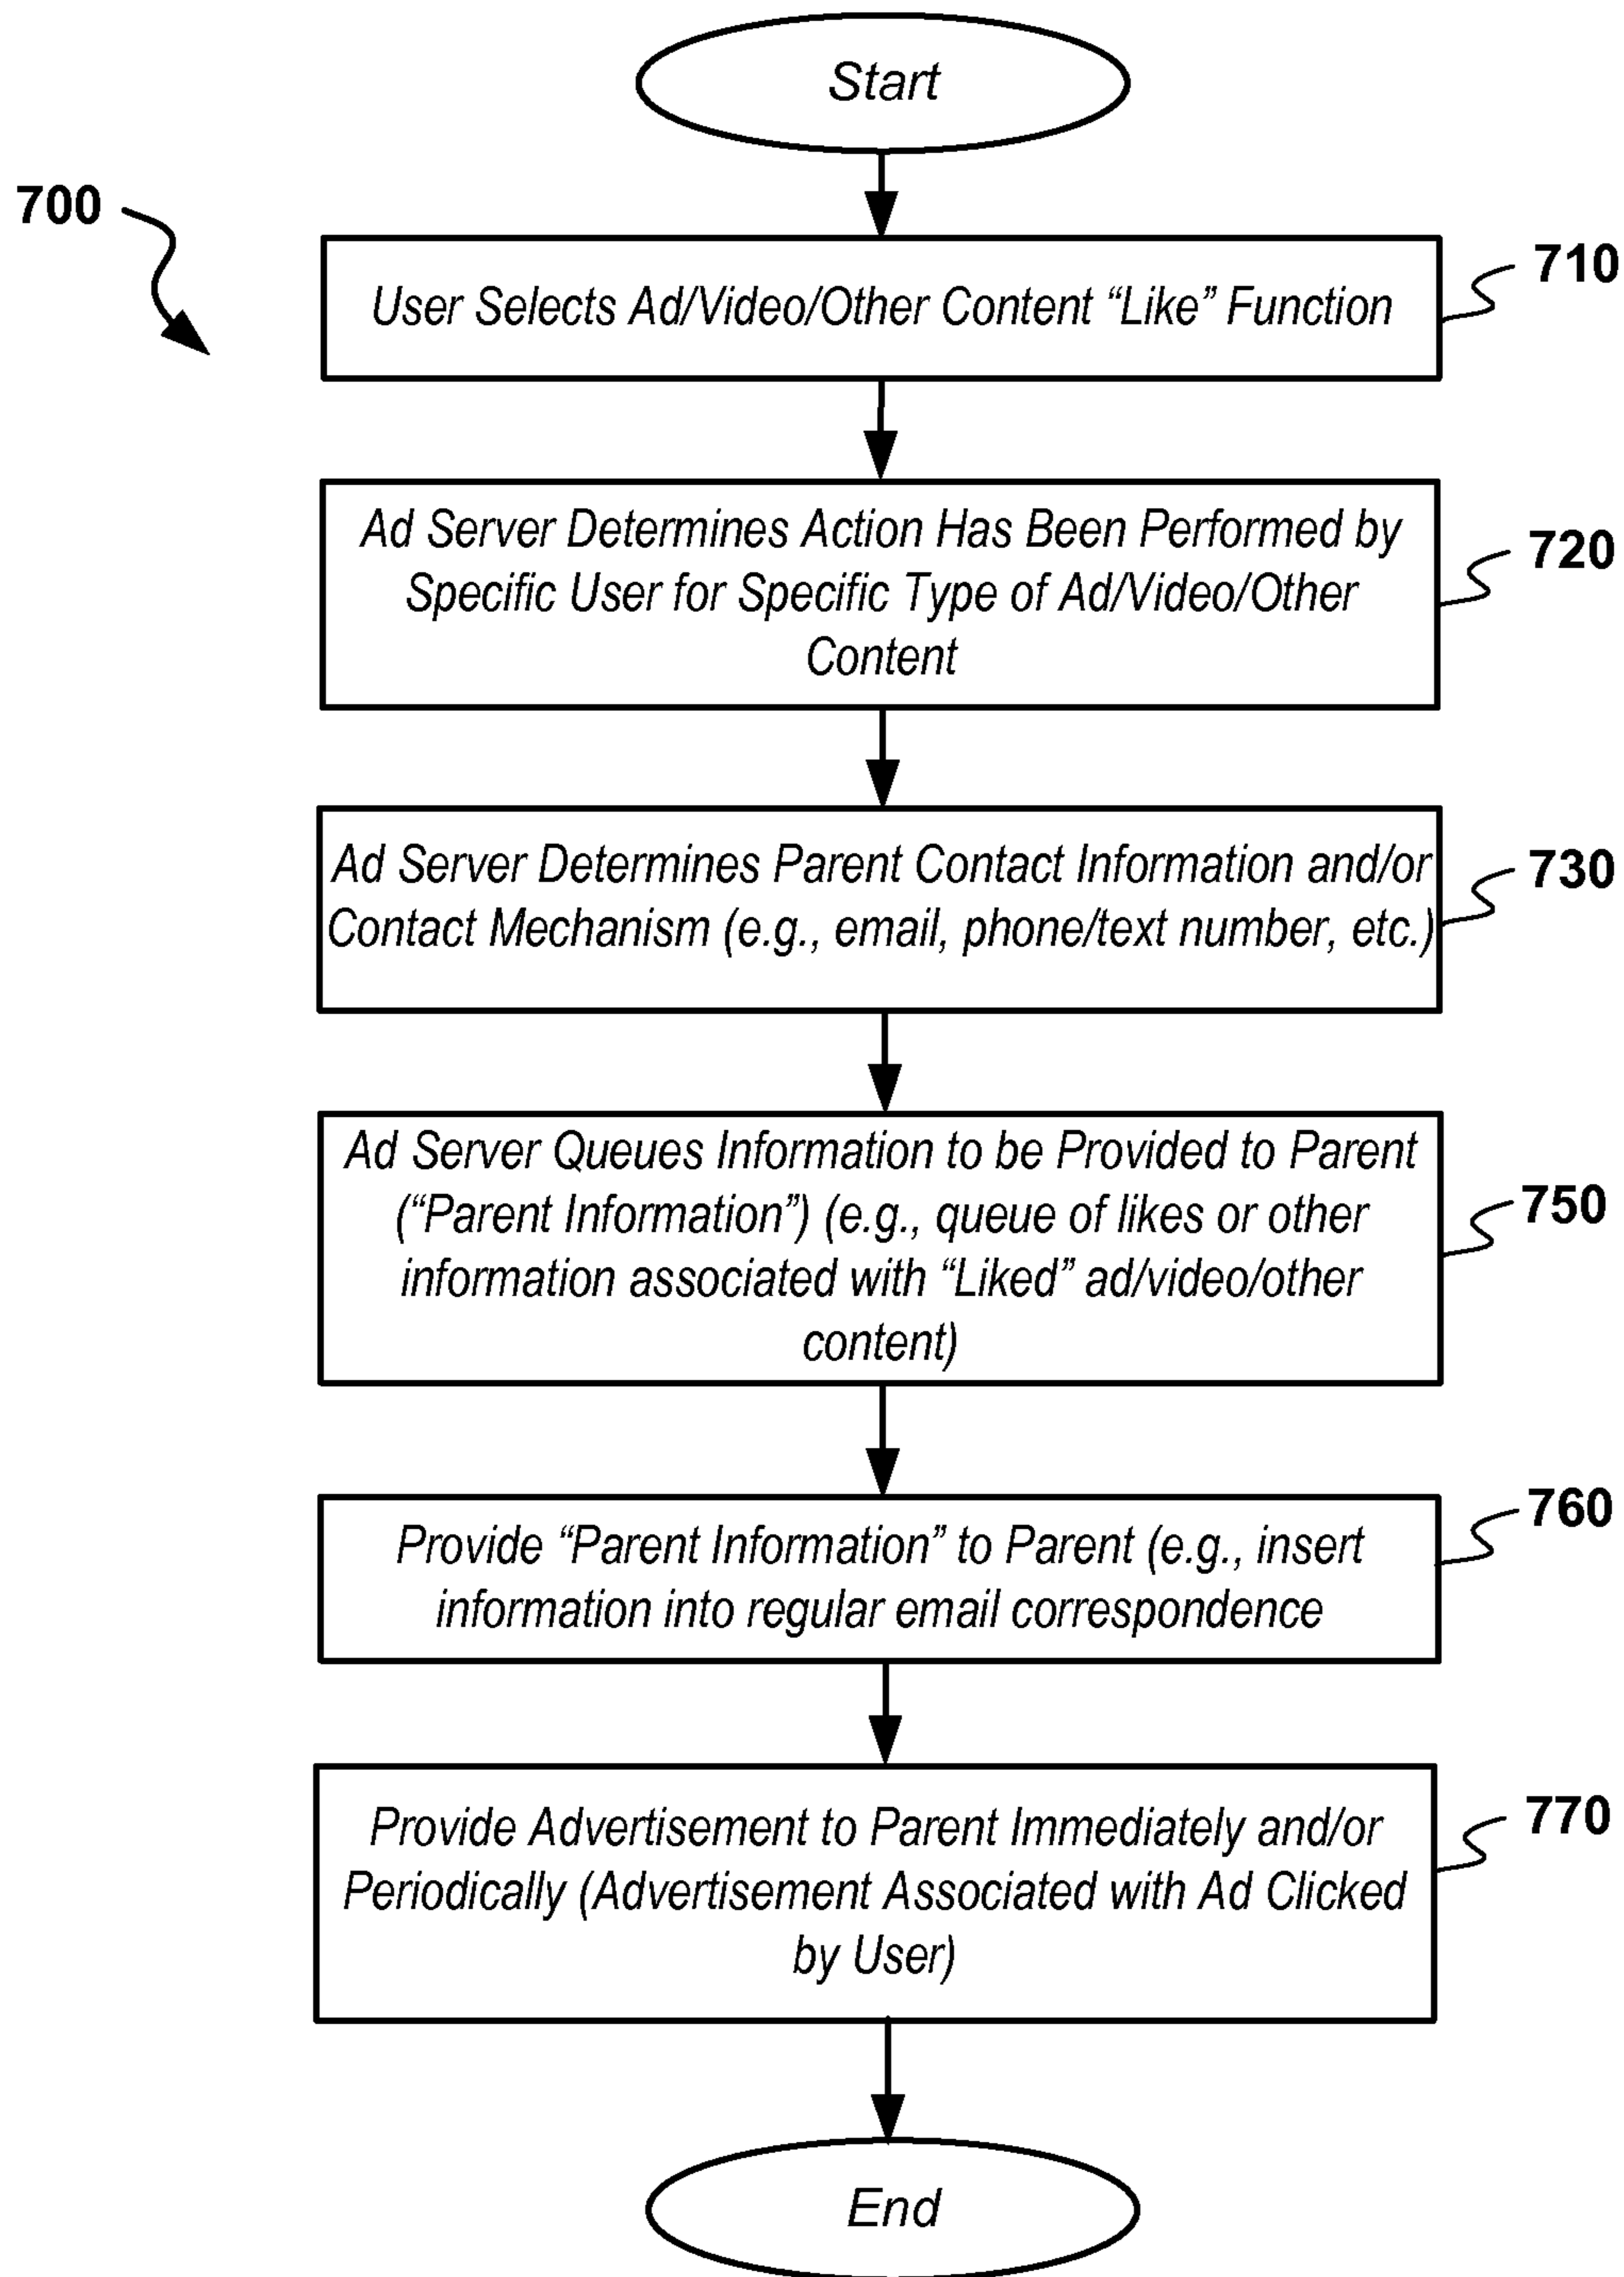 Start
700
User Selects Ad/Video/Other Content “Like” Function
710
Ad Server Determines Action Has Been Performed by
Specific User for Specific Type of Ad/Video/Other
Content
720
Ad Server Determines Parent Contact Information and/or
Contact Mechanism (e.g., email, phone/text number, etc.)
730
Ad Server Queues Information to be Provided to Parent
(“Parent Information”) (e.g., queue of likes or other
information associated with “Liked” ad/video/other
content)
750
Provide “Parent Information” to Parent (e.g., insert
information into regular email correspondence
760
Provide Advertisement to Parent Immediately and/or
Periodically (Advertisement Associated with Ad Clicked
by User)
770
End